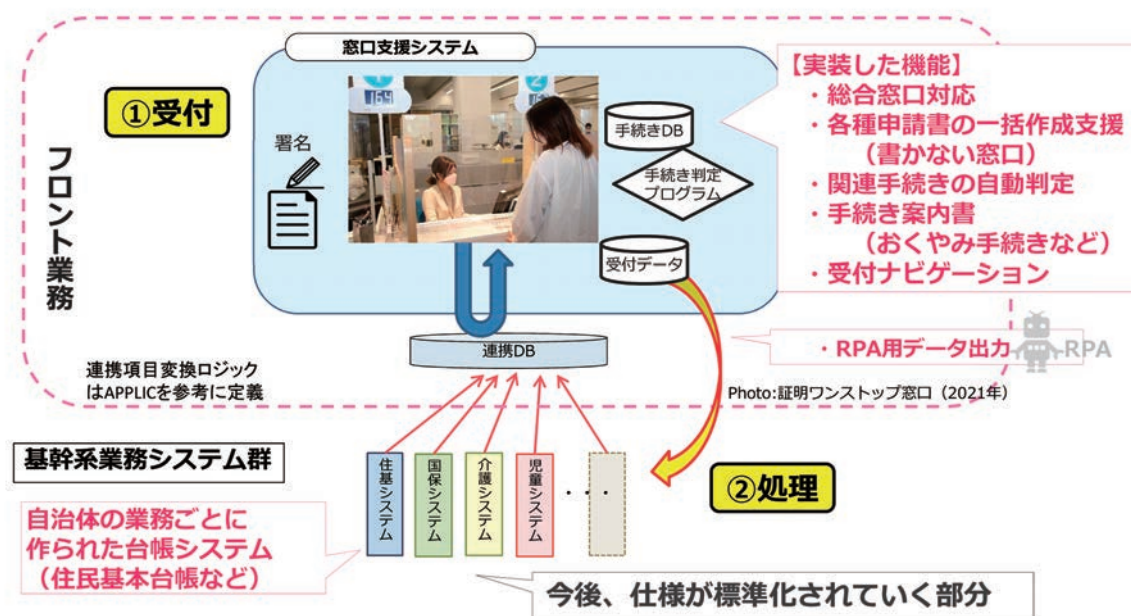 窓口支援システム
①受付
フロント業務
署名
164
2
手続きDB
手続き判定
プログラム
受付データ
【実装した機能】
・総合窓口対応
・各種申請書の一括作成支援
（書かない窓口）
・関連手続きの自動判定
・手続き案内書
（おくやみ手続きなど）
・受付ナビゲーション
・RPA用データ出力
RPA
連携DB
連携項目変換ロジック
はAPPLICを参考に定義
Photo:証明ワンストップ窓口（2021年）
基幹系業務システム群
住基システム
国保システム
介護システム
児童システム
・・・
②処理
自治体の業務ごとに
作られた台帳システム
（住民基本台帳など）
今後、仕様が標準化されていく部分